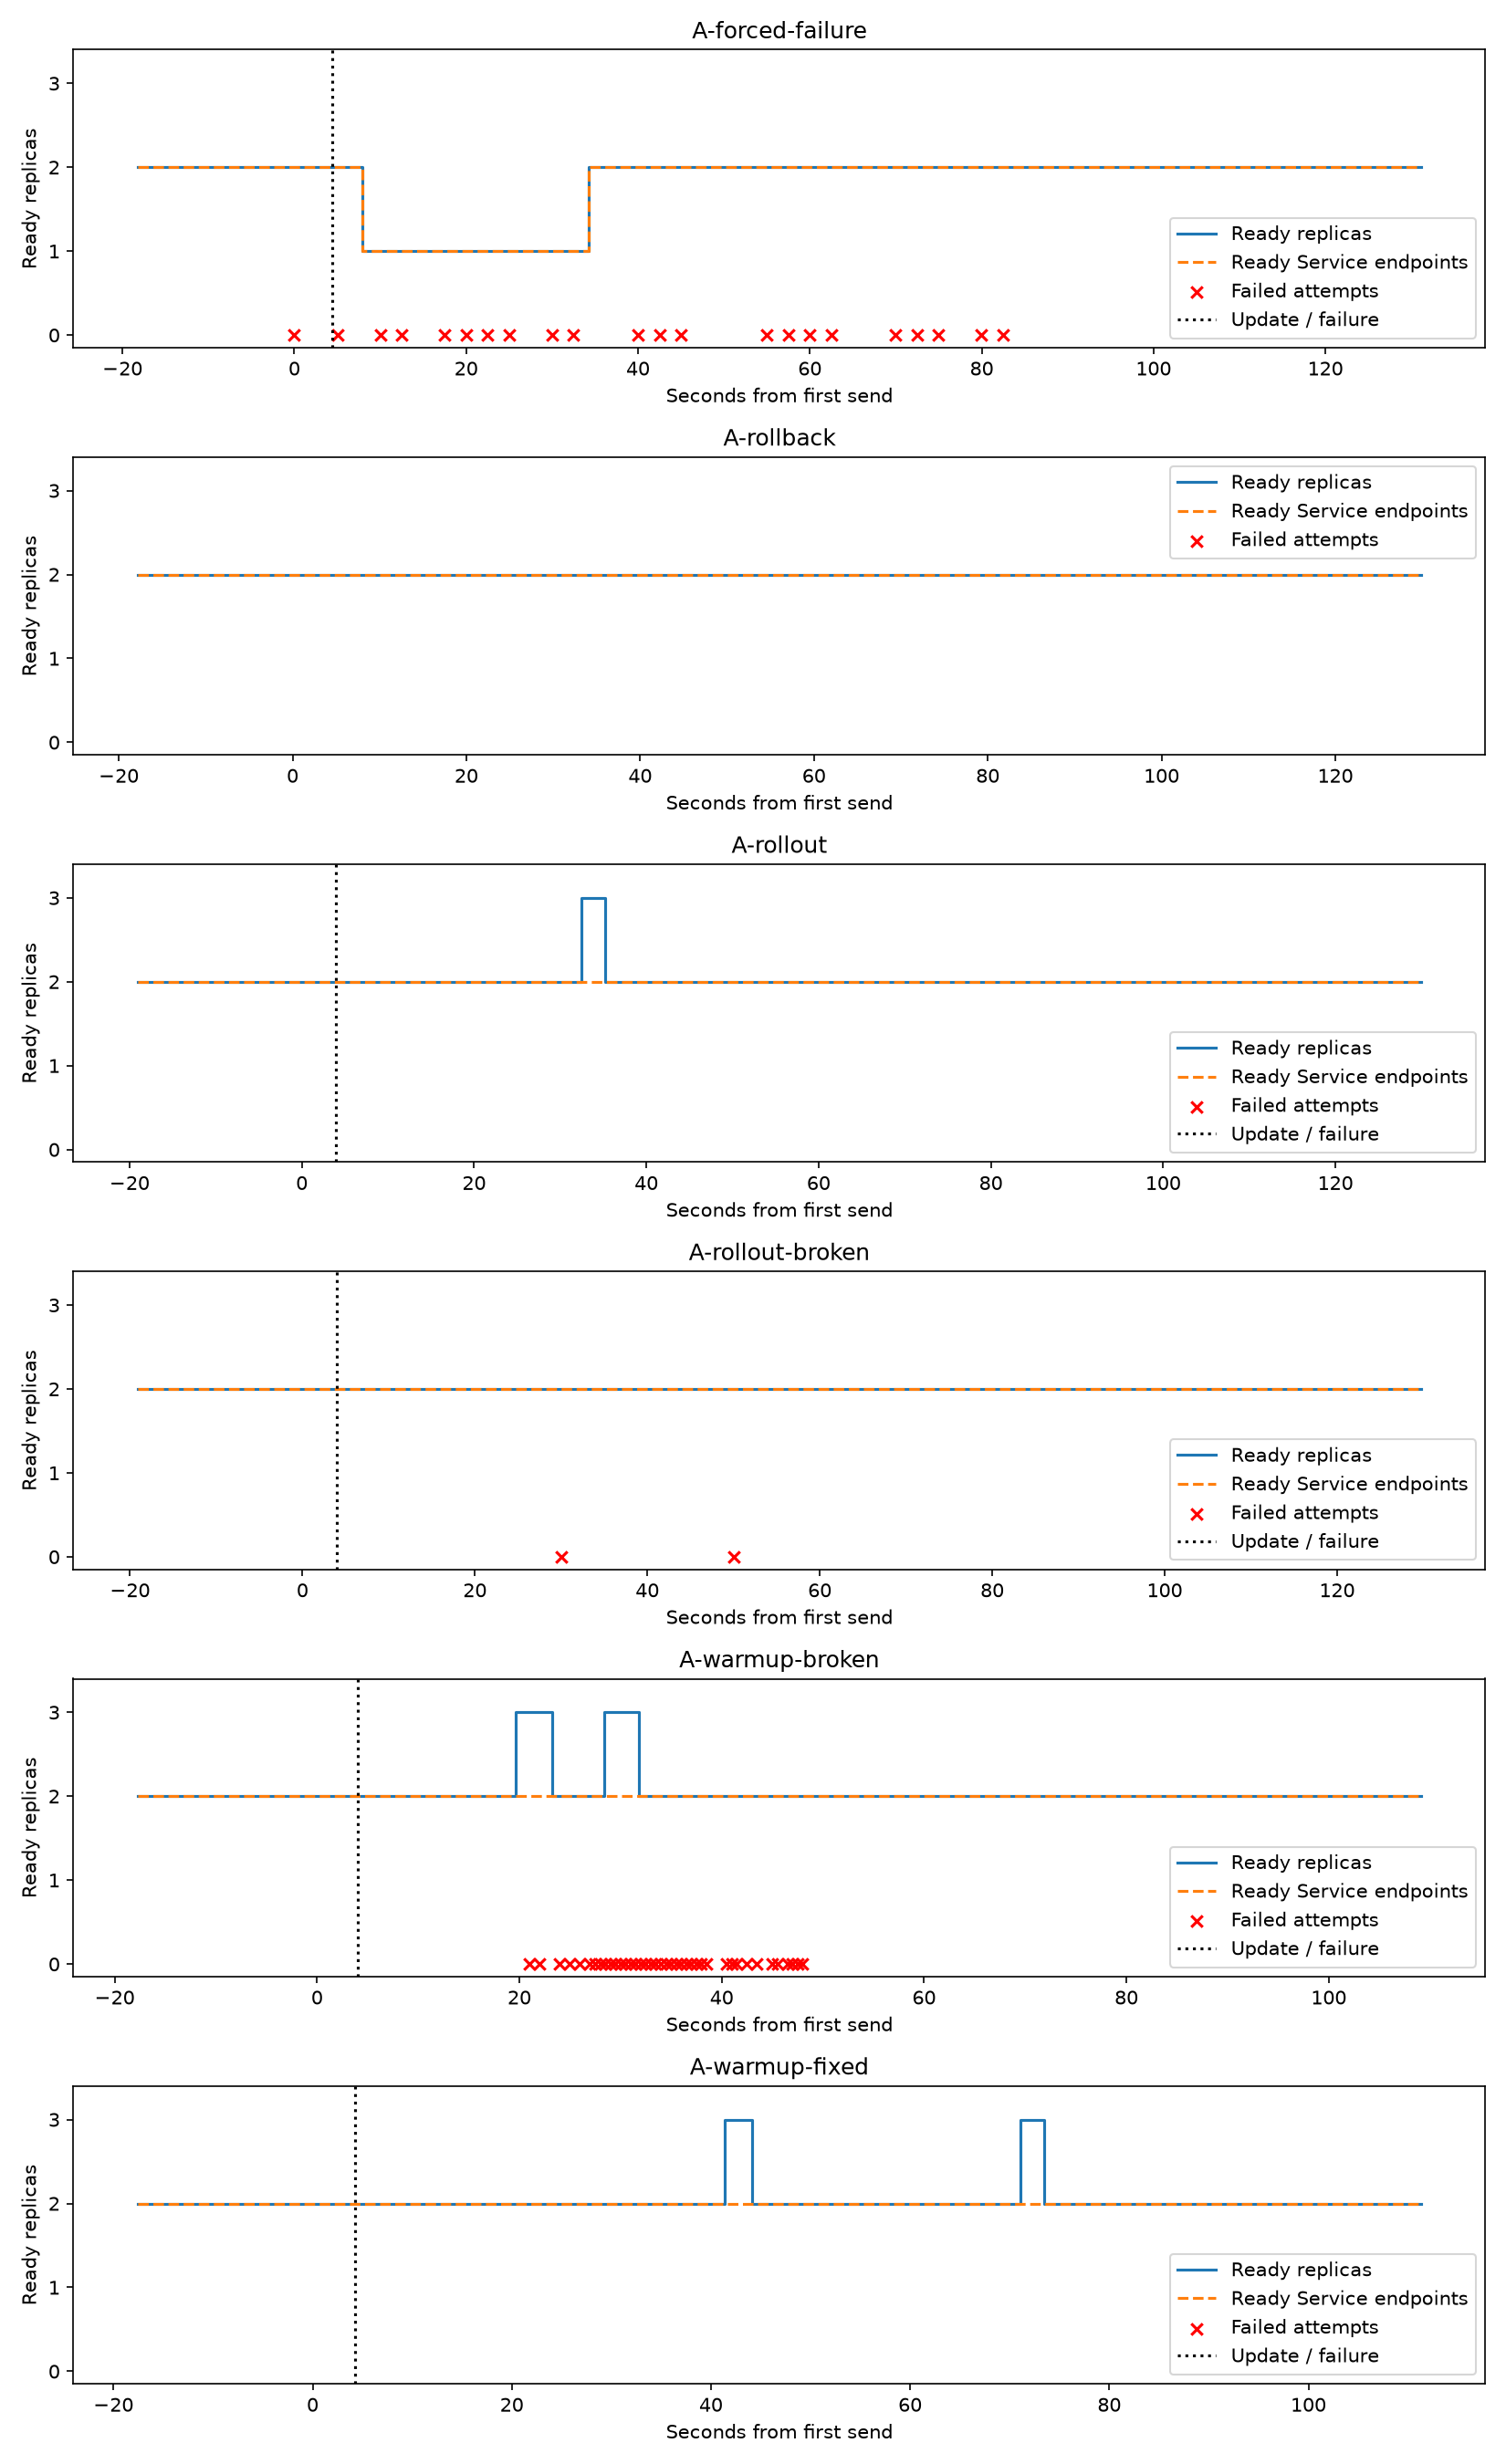 A-forced-failure
Ready replicas
3
2
1
0
Ready replicas
Ready Service endpoints
Failed attempts
Update / failure
−20 0 20 40 60 80 100 120
Seconds from first send
A-rollback
Ready replicas
3
2
1
0
Ready replicas
Ready Service endpoints
Failed attempts
−20 0 20 40 60 80 100 120
Seconds from first send
A-rollout
Ready replicas
3
2
1
0
Ready replicas
Ready Service endpoints
Failed attempts
Update / failure
−20 0 20 40 60 80 100 120
Seconds from first send
A-rollout-broken
Ready replicas
3
2
1
0
Ready replicas
Ready Service endpoints
Failed attempts
Update / failure
−20 0 20 40 60 80 100 120
Seconds from first send
A-warmup-broken
Ready replicas
3
2
1
0
Ready replicas
Ready Service endpoints
Failed attempts
Update / failure
−20 0 20 40 60 80 100
Seconds from first send
A-warmup-fixed
Ready replicas
3
2
1
0
Ready replicas
Ready Service endpoints
Failed attempts
Update / failure
−20 0 20 40 60 80 100
Seconds from first send